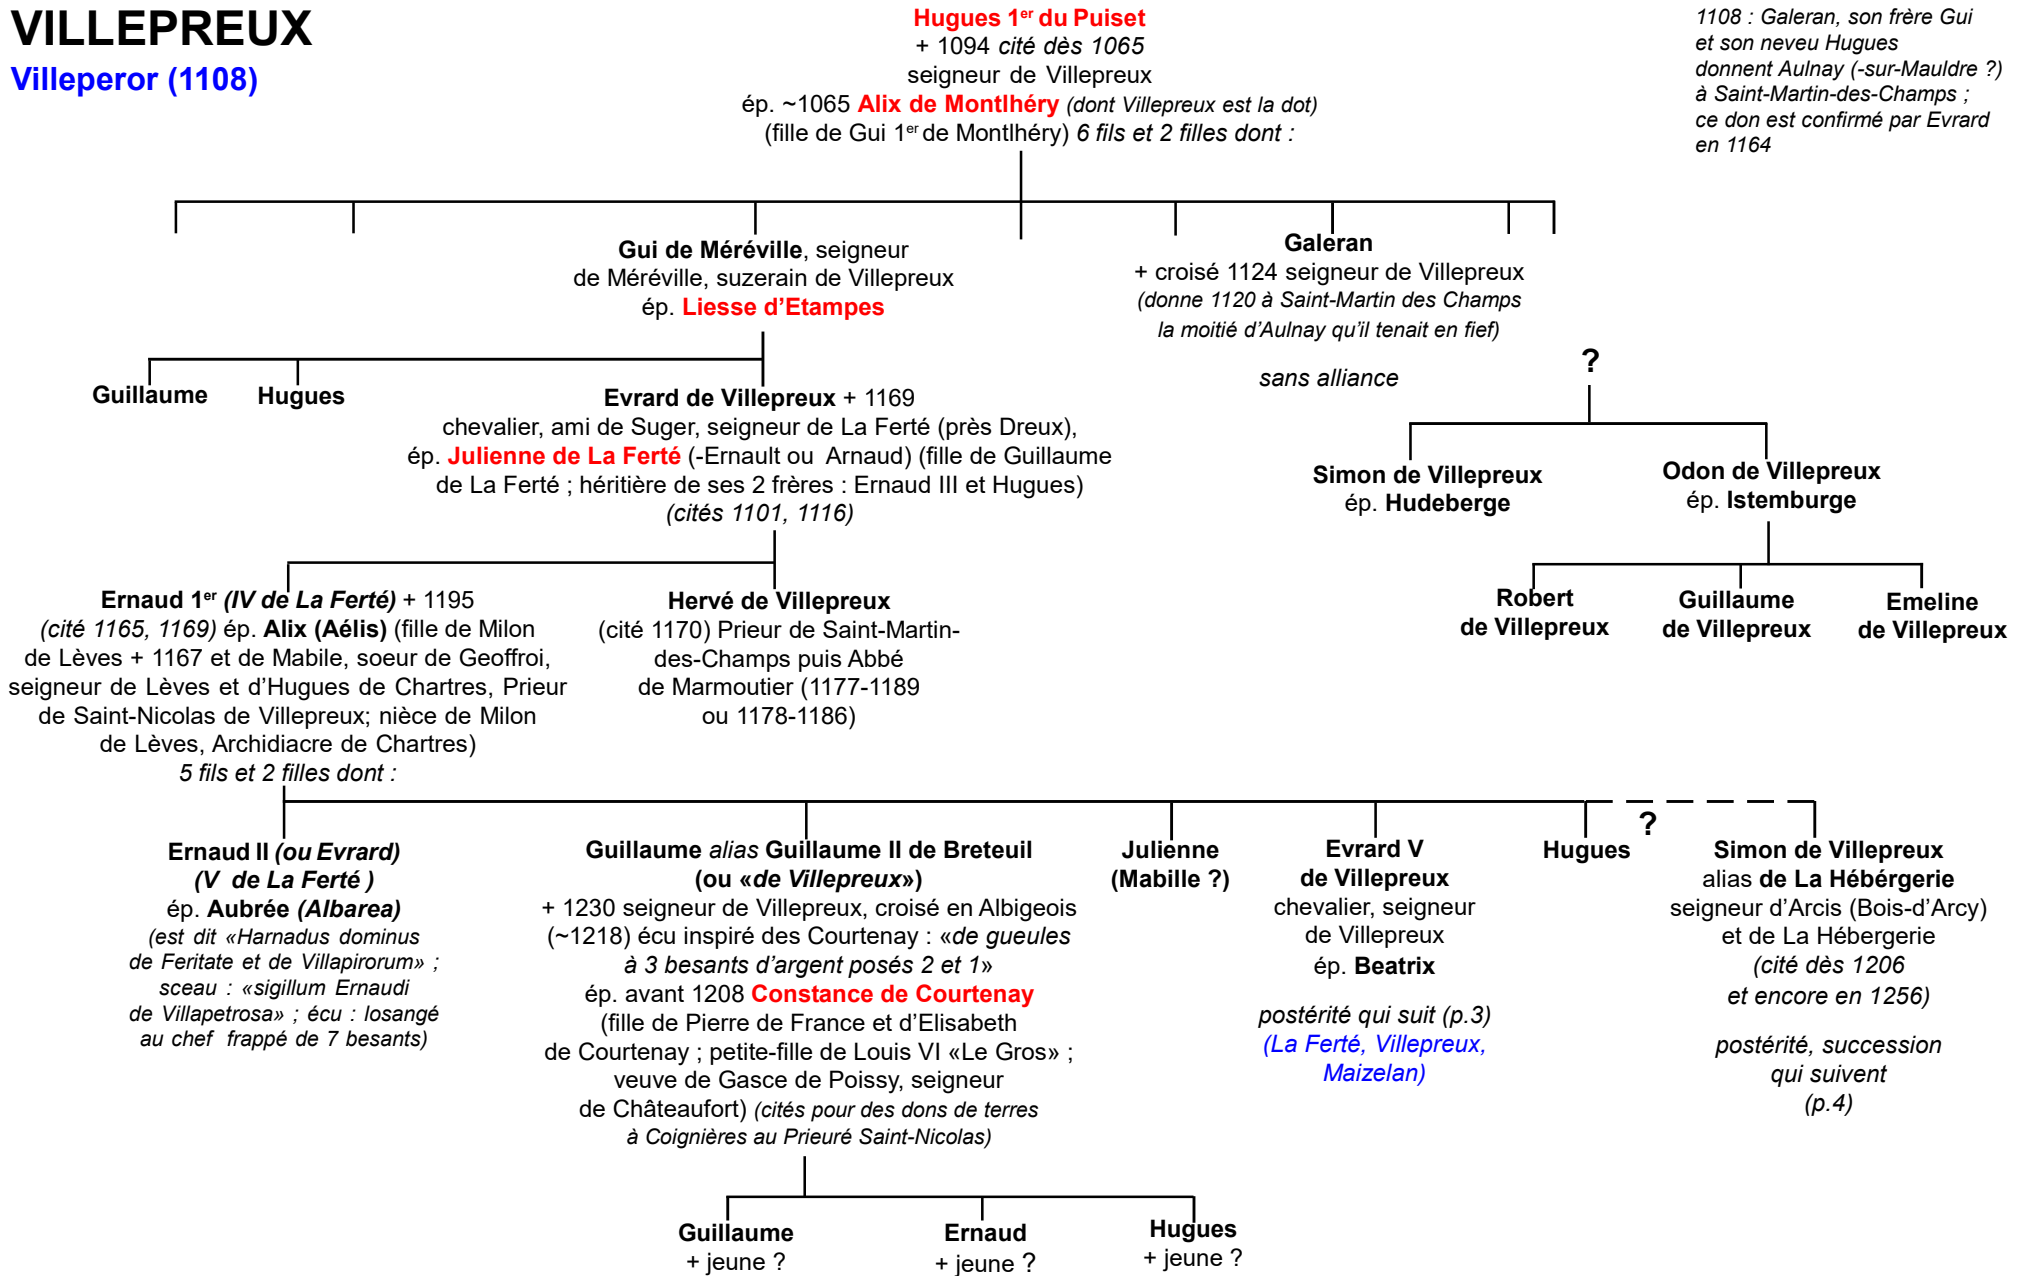 VILLEPREUX
Villeperor (1108)
Hugues 1er du Puiset
+ 1094 cité dès 1065
seigneur de Villepreux
ép. ~1065 Alix de Montlhéry (dont Villepreux est la dot)
(fille de Gui 1er de Montlhéry) 6 fils et 2 filles dont :
1108 : Galeran, son frère Gui
et son neveu Hugues
donnent Aulnay (-sur-Mauldre ?)
à Saint-Martin-des-Champs ;
ce don est confirmé par Evrard
en 1164
Gui de Méréville, seigneur
de Méréville, suzerain de Villepreux
ép. Liesse d'Etampes
Galeran
+ croisé 1124 seigneur de Villepreux
(donne 1120 à Saint-Martin des Champs
la moitié d'Aulnay qu'il tenait en fief)
sans alliance
?
Guillaume
Hugues
Evrard de Villepreux + 1169
chevalier, ami de Suger, seigneur de La Ferté (près Dreux),
ép. Julienne de La Ferté (-Ernault ou Arnaud) (fille de Guillaume
de La Ferté ; héritière de ses 2 frères : Ernaud III et Hugues)
(cités 1101, 1116)
Simon de Villepreux
ép. Hudeberge
Odon de Villepreux
ép. Istemburge
Ernaud 1er (IV de La Ferté) + 1195
(cité 1165, 1169) ép. Alix (Aélis) (fille de Milon
de Lèves + 1167 et de Mabile, soeur de Geoffroi,
seigneur de Lèves et d'Hugues de Chartres, Prieur
de Saint-Nicolas de Villepreux; nièce de Milon
de Lèves, Archidiacre de Chartres)
5 fils et 2 filles dont :
Hervé de Villepreux
(cité 1170) Prieur de Saint-Martin-
des-Champs puis Abbé
de Marmoutier (1177-1189
ou 1178-1186)
Robert
de Villepreux
Guillaume
de Villepreux
Emeline
de Villepreux
Ernaud II (ou Evrard)
(V de La Ferté )
ép. Aubrée (Albarea)
(est dit «Harnadus dominus
de Feritate et de Villapirorum» ;
sceau : «sigillum Ernaudi
de Villapetrosa» ; écu : losangé
au chef frappé de 7 besants)
Guillaume alias Guillaume II de Breteuil
(ou «de Villepreux»)
+ 1230 seigneur de Villepreux, croisé en Albigeois
(~1218) écu inspiré des Courtenay : «de gueules
à 3 besants d'argent posés 2 et 1»
ép. avant 1208 Constance de Courtenay
(fille de Pierre de France et d'Elisabeth
de Courtenay ; petite-fille de Louis VI «Le Gros» ;
veuve de Gasce de Poissy, seigneur
de Châteaufort) (cités pour des dons de terres
à Coignières au Prieuré Saint-Nicolas)
Julienne
(Mabille ?)
Evrard V
de Villepreux
chevalier, seigneur
de Villepreux
ép. Beatrix
postérité qui suit (p.3)
(La Ferté, Villepreux,
Maizelan)
Hugues
?
Simon de Villepreux
alias de La Hébérgerie
seigneur d'Arcis (Bois-d'Arcy)
et de La Hébergerie
(cité dès 1206
et encore en 1256)
postérité, succession
qui suivent
(p.4)
Guillaume
+ jeune ?
Ernaud
+ jeune ?
Hugues
+ jeune ?